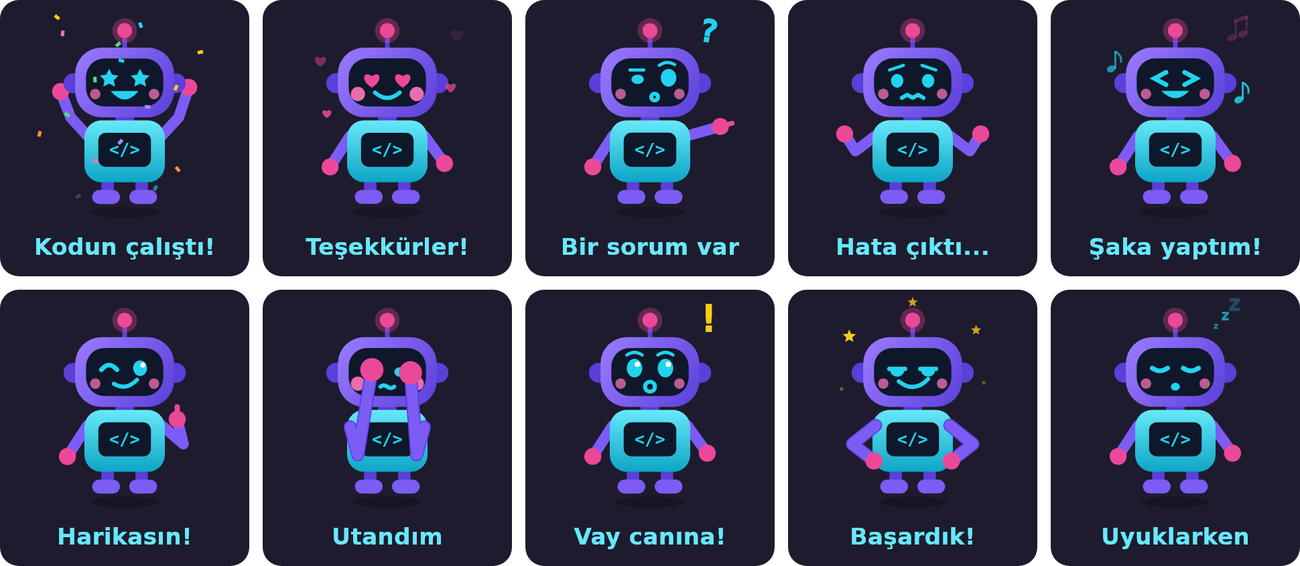 </>
Kodun çalıştı!
</>
Teşekkürler!
?
</>
Bir sorum var
</>
Hata çıktı...
</>
Şaka yaptım!
</>
Harikasın!
</>
Utandım
!
</>
Vay canına!
</>
Başardık!
z z z
</>
Uyuklarken